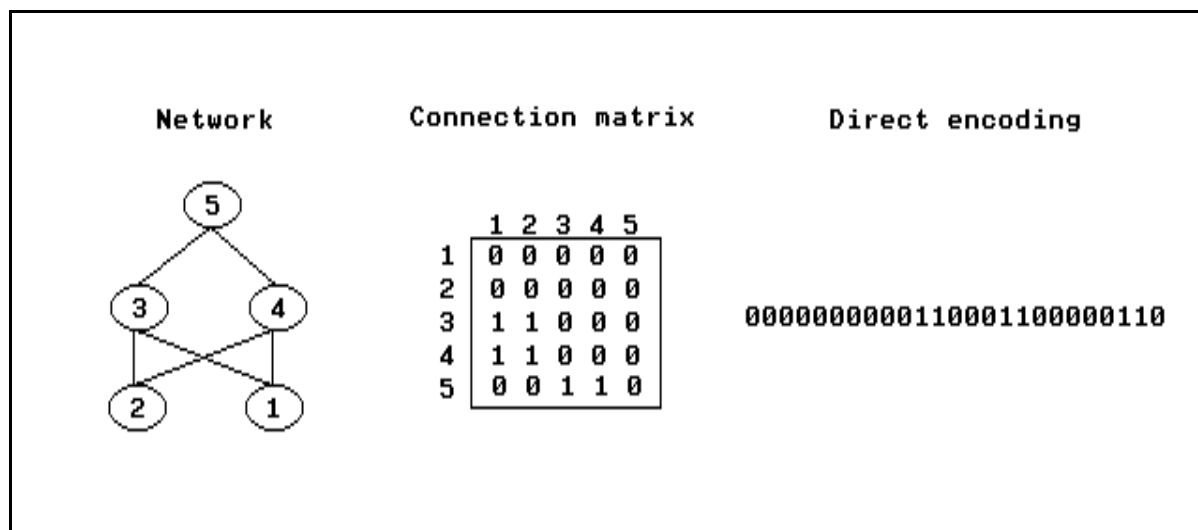 Network
Connection matrix
Direct encoding
5
3
4
2
1
1 2 3 4 5
1 0 0 0 0 0
2 0 0 0 0 0
3 1 1 0 0 0
4 1 1 0 0 0
5 0 0 1 1 0
0000000000110001100000110